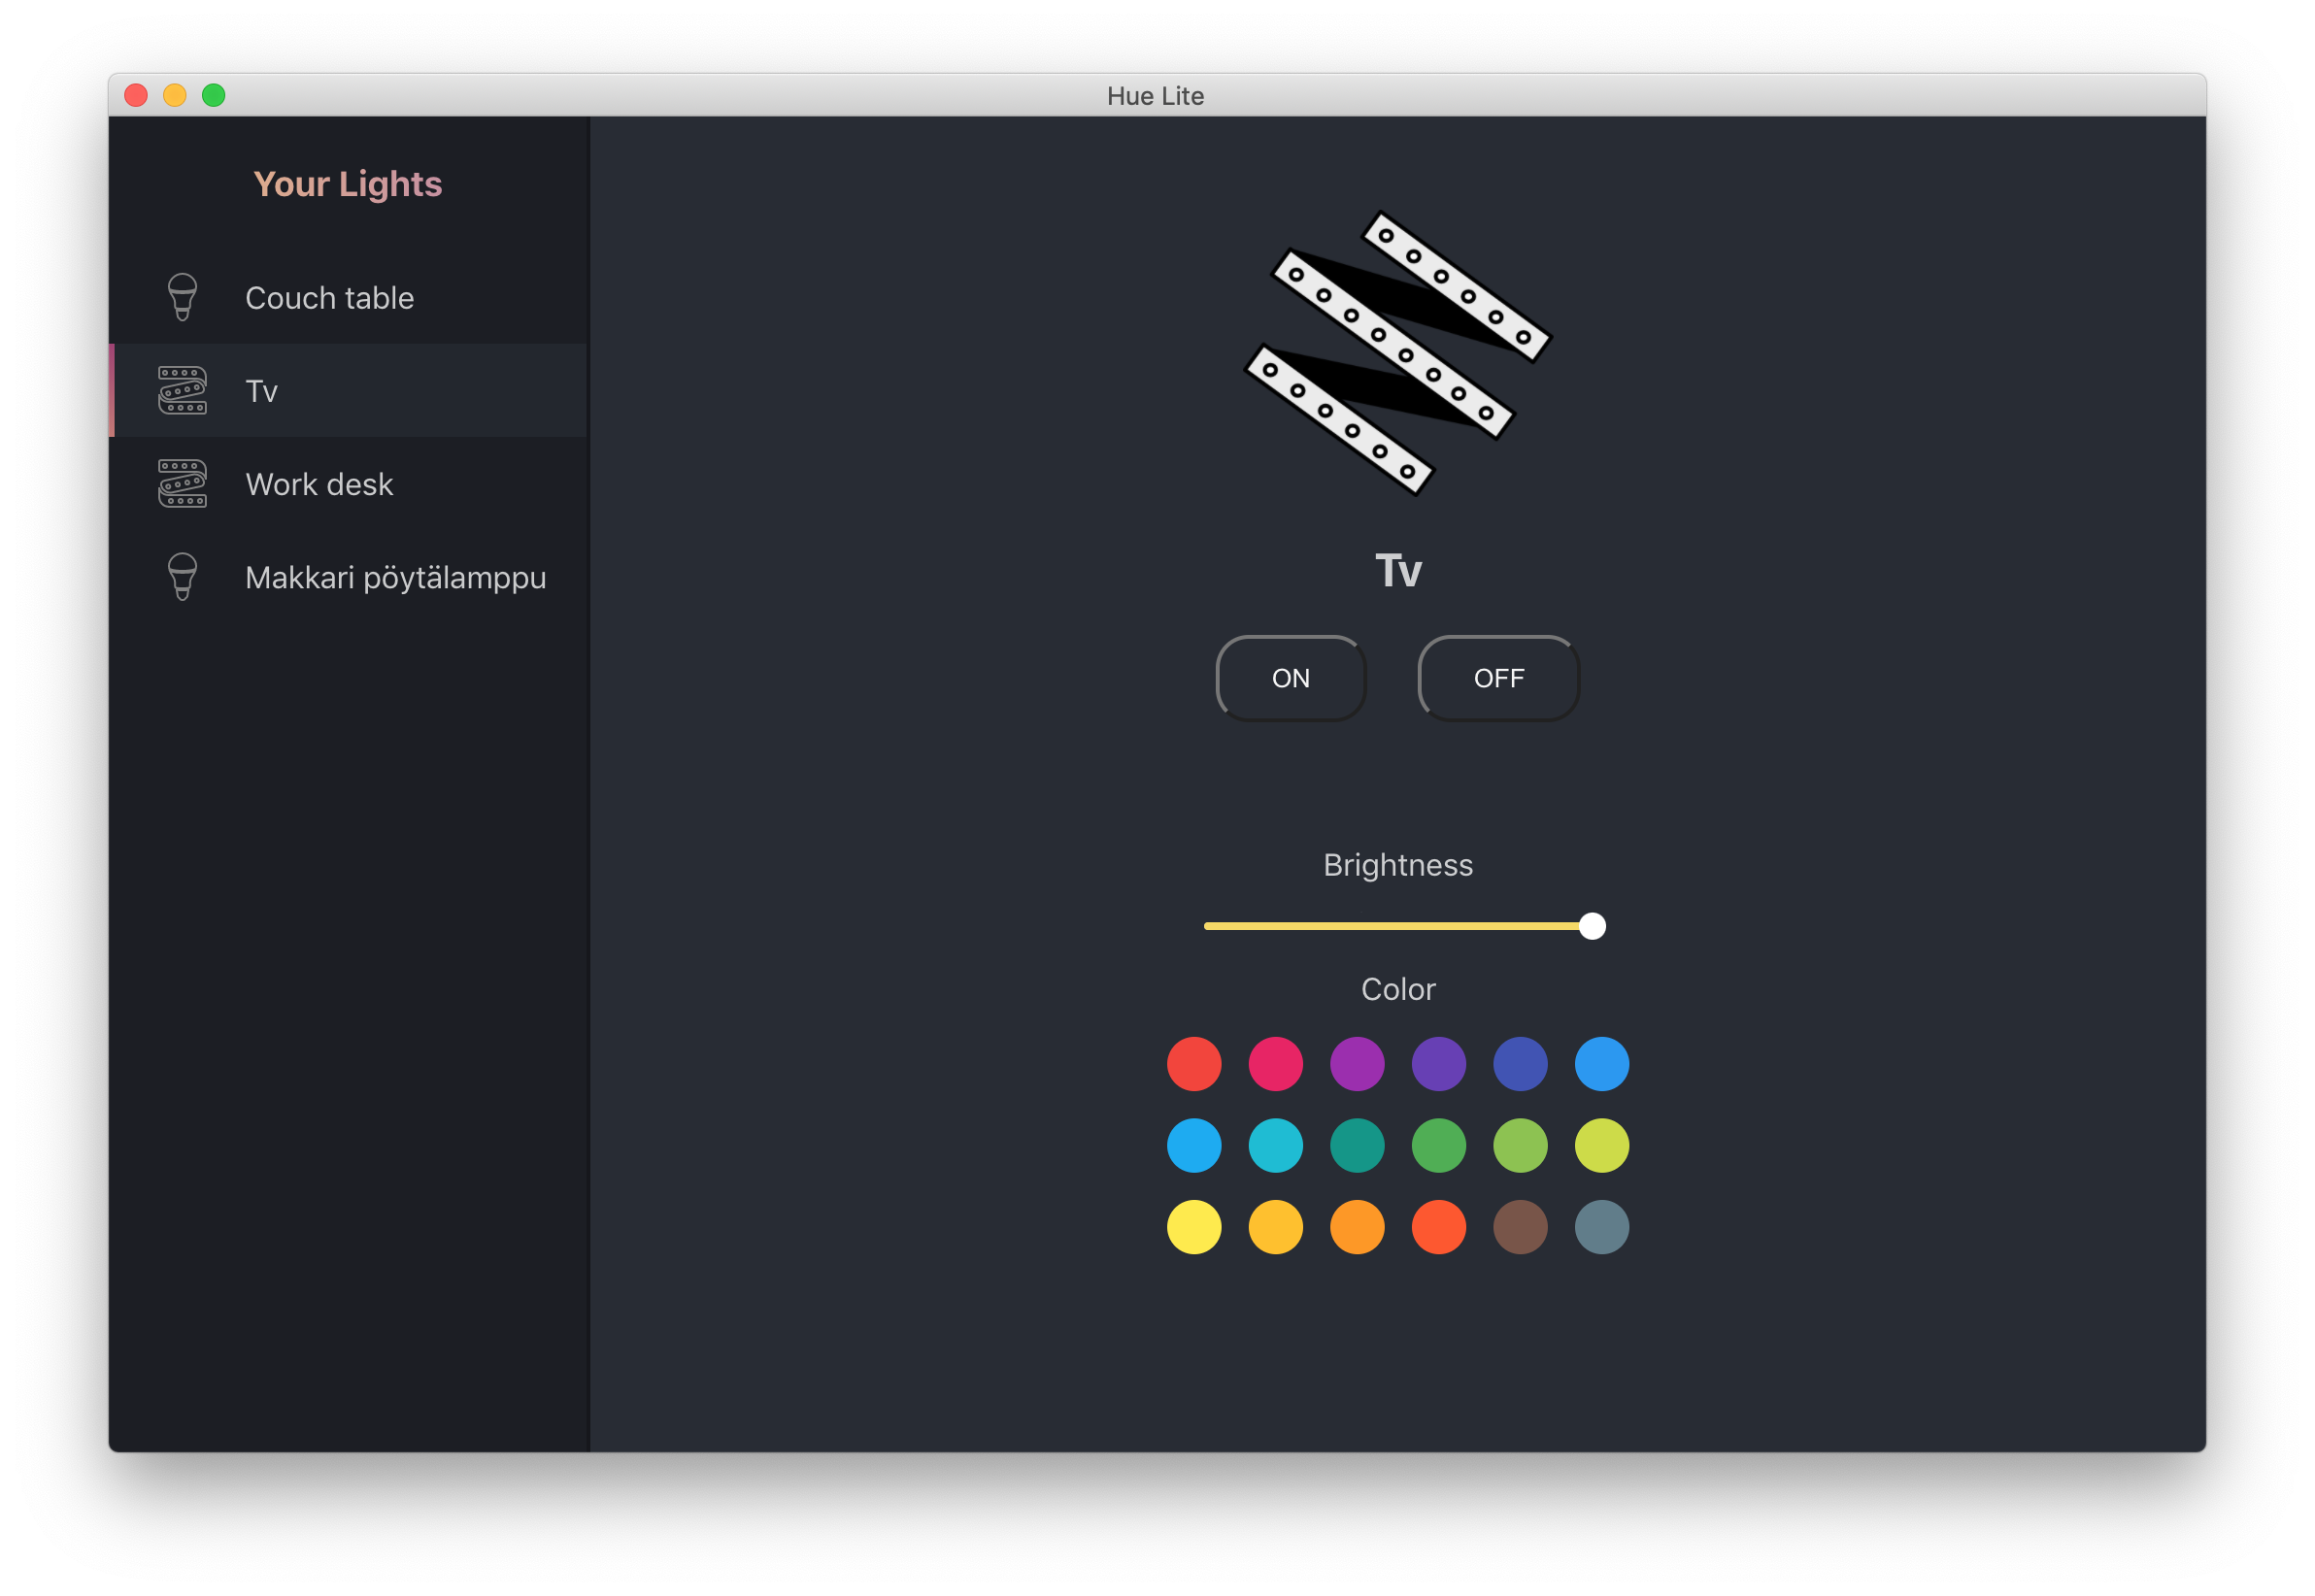 Hue Lite
Your Lights
Couch table
Tv
Work desk
Makkari pöytälamppu
Tv
ON
OFF
Brightness
Color